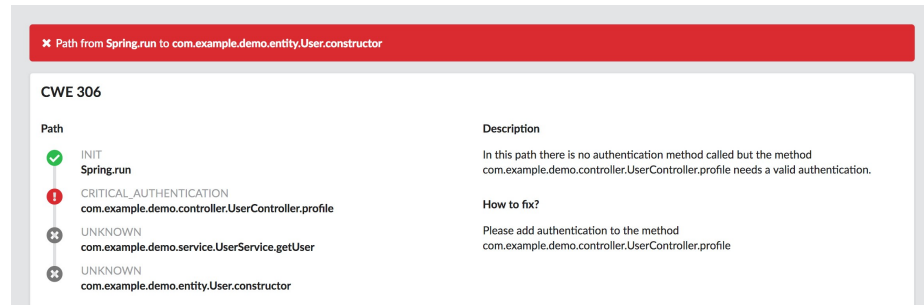 ✖ Path from Spring.run to com.example.demo.entity.User.constructor
CWE 306
Path
INIT
Spring.run
CRITICAL_AUTHENTICATION
com.example.demo.controller.UserController.profile
UNKNOWN
com.example.demo.service.UserService.getUser
UNKNOWN
com.example.demo.entity.User.constructor
Description
In this path there is no authentication method called but the method
com.example.demo.controller.UserController.profile needs a valid authentication.
How to fix?
Please add authentication to the method
com.example.demo.controller.UserController.profile